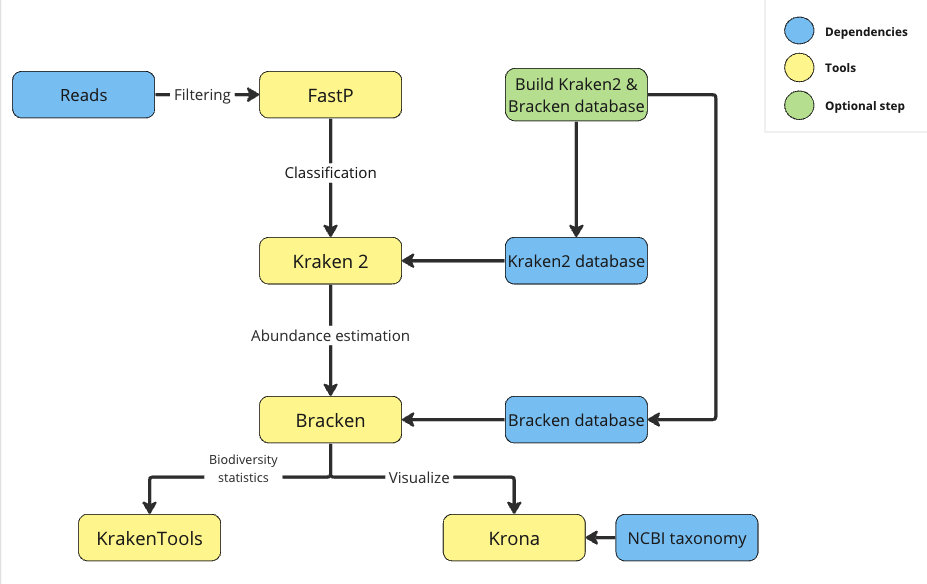 Dependencies
Tools
Optional step
Reads
Filtering
FastP
Build Kraken2 &
Bracken database
Classification
Kraken 2
Kraken2 database
Abundance estimation
Bracken
Bracken database
Biodiversity
statistics
Visualize
KrakenTools
Krona
NCBI taxonomy